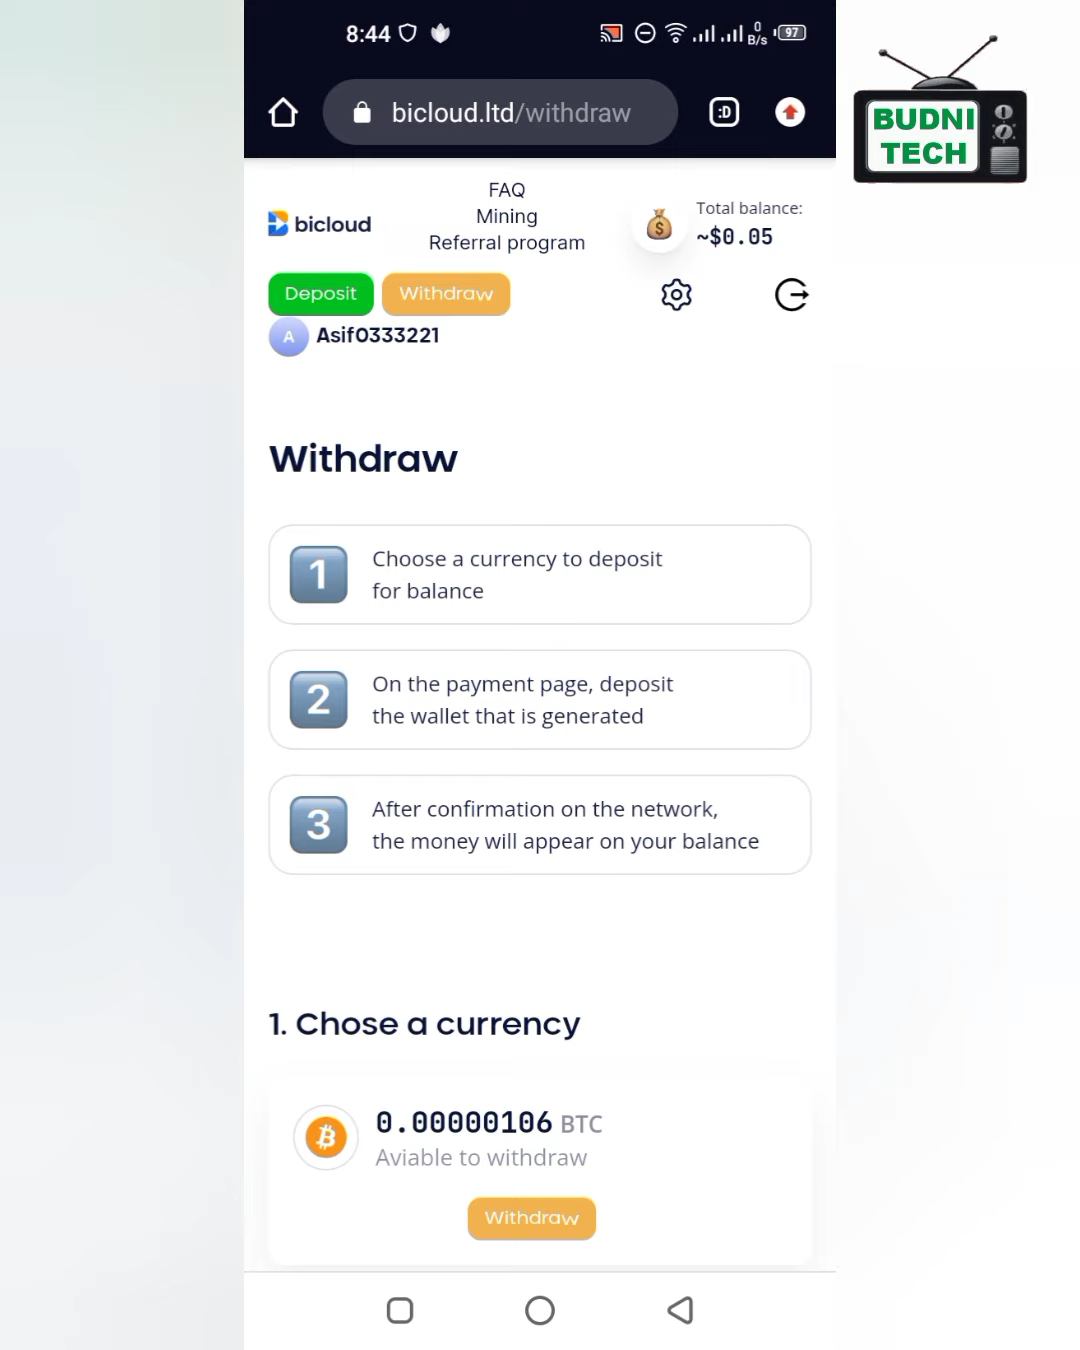 8:44
0
B/s
97
bicloud.ltd/withdraw
:D
BUDNI
TECH
FAQ
Mining
Referral program
bicloud
Total balance:
~$0.05
Deposit
Withdraw
A
Asif0333221
Withdraw
1
Choose a currency to deposit
for balance
2
On the payment page, deposit
the wallet that is generated
3
After confirmation on the network,
the money will appear on your balance
1. Chose a currency
0.00000106 BTC
Aviable to withdraw
Withdraw